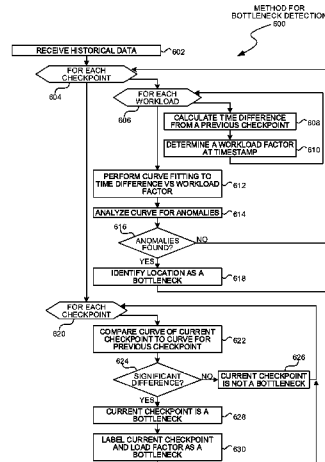 METHOD FOR
BOTTLENECK DETECTION
600
RECEIVE HISTORICAL DATA
602
FOR EACH
CHECKPOINT
604
FOR EACH
WORKLOAD
606
CALCULATE TIME DIFFERENCE
FROM A PREVIOUS CHECKPOINT
608
DETERMINE A WORKLOAD FACTOR
AT TIMESTAMP
610
PERFORM CURVE FITTING TO
TIME DIFFERENCE VS WORKLOAD
FACTOR
612
ANALYZE CURVE FOR ANOMALIES
614
616
ANOMALIES
FOUND?
NO
YES
IDENTIFY LOCATION AS A
BOTTLENECK
618
FOR EACH
CHECKPOINT
620
COMPARE CURVE OF CURRENT
CHECKPOINT TO CURVE FOR
PREVIOUS CHECKPOINT
622
624
SIGNIFICANT
DIFFERENCE?
NO
626
CURRENT CHECKPOINT
IS NOT A BOTTLENECK
YES
CURRENT CHECKPOINT IS A
BOTTLENECK
628
LABEL CURRENT CHECKPOINT
AND LOAD FACTOR AS A
BOTTLENECK
630